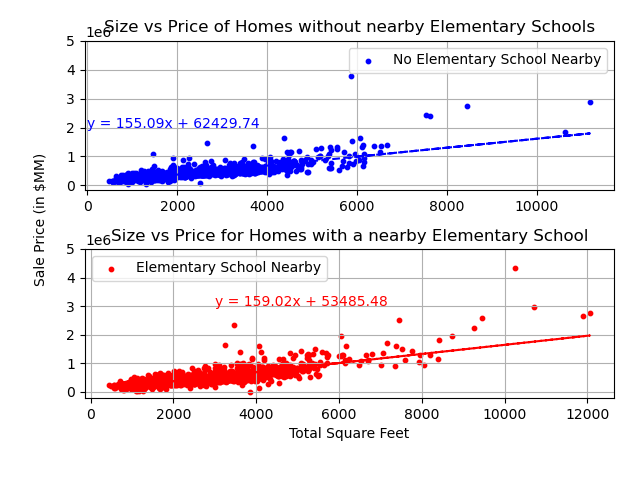 Size vs Price of Homes without nearby Elementary Schools
1e6
5
4
3
2
1
0
No Elementary School Nearby
y = 155.09x + 62429.74
0 2000 4000 6000 8000 10000
Sale Price (in $MM)
Size vs Price for Homes with a nearby Elementary School
1e6
5
4
3
2
1
0
Elementary School Nearby
y = 159.02x + 53485.48
0 2000 4000 6000 8000 10000 12000
Total Square Feet